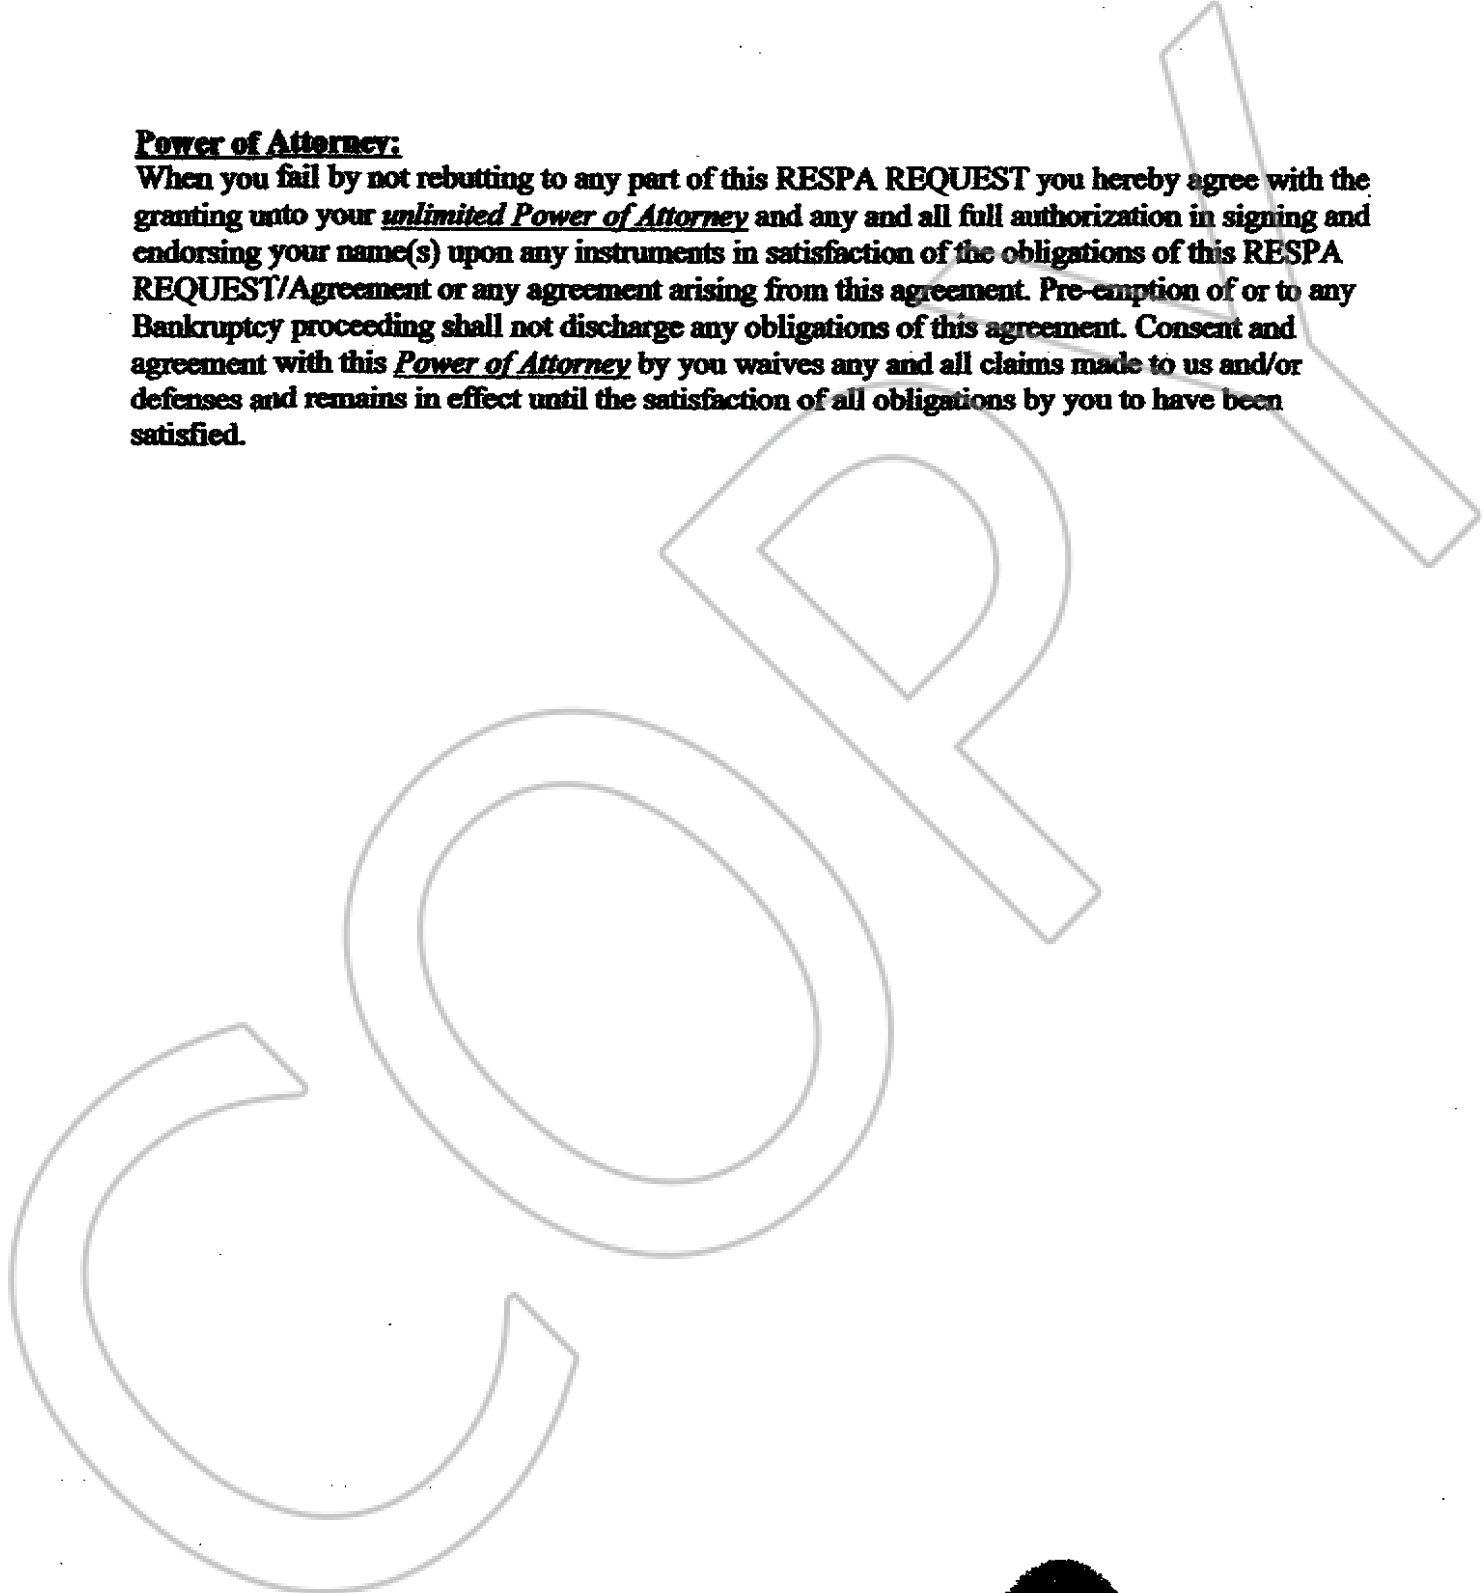 Power of Attorney:
When you fail by not rebutting to any part of this RESPA REQUEST you hereby agree with the
granting unto your unlimited Power of Attorney and any and all full authorization in signing and
endorsing your name(s) upon any instruments in satisfaction of the obligations of this RESPA
REQUEST/Agreement or any agreement arising from this agreement. Pre-emption of or to any
Bankruptcy proceeding shall not discharge any obligations of this agreement. Consent and
agreement with this Power of Attorney by you waives any and all claims made to us and/or
defenses and remains in effect until the satisfaction of all obligations by you to have been
satisfied.
COPY